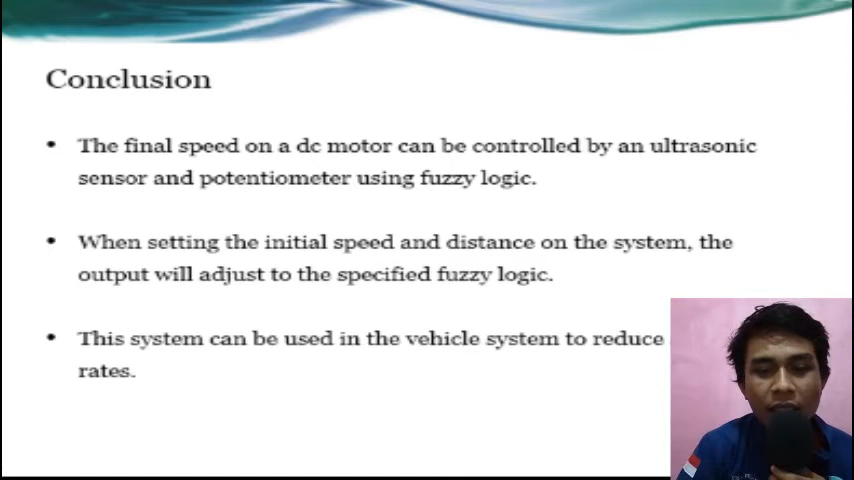 Conclusion
• The final speed on a dc motor can be controlled by an ultrasonic
sensor and potentiometer using fuzzy logic.
• When setting the initial speed and distance on the system, the
output will adjust to the specified fuzzy logic.
• This system can be used in the vehicle system to reduce
rates.